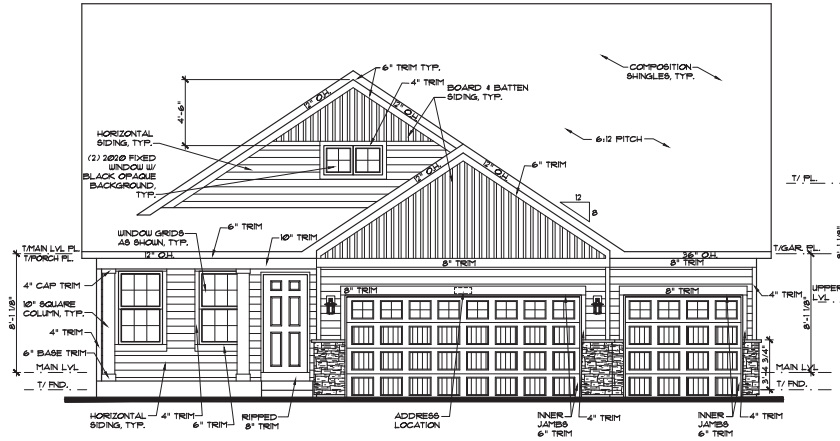 6" TRIM TYP.
4" TRIM
12" O.H.
12" O.H.
BOARD & BATTEN
SIDING, TYP.
COMPOSITION
SHINGLES, TYP.
4'-6"
HORIZONTAL
SIDING, TYP.
6:12 PITCH
(2) 2020 FIXED
WINDOW W/
BLACK OPAQUE
BACKGROUND,
TYP.
12" O.H.
12" O.H.
6" TRIM
T/ PL.
12
8
WINDOW GRIDS
AS SHOWN, TYP.
6" TRIM
10" TRIM
T/MAIN LVL PL.
T/PORCH PL.
12" O.H.
8" TRIM
36" O.H.
8" TRIM
T/GAR. PL.
4" CAP TRIM
8" TRIM
8" TRIM
UPPER
LVL.
10" SQUARE
COLUMN, TYP.
8'-1 1/8"
4" TRIM
8'-1 1/8"
4" TRIM
6" BASE TRIM
MAIN LVL
T/ FND.
3'-4 3/4"
MAIN LVL
T/ FND.
HORIZONTAL
SIDING, TYP.
4" TRIM
6" TRIM
RIPPED
8" TRIM
ADDRESS
LOCATION
INNER
JAMBS
6" TRIM
4" TRIM
INNER
JAMBS
6" TRIM
4" TRIM